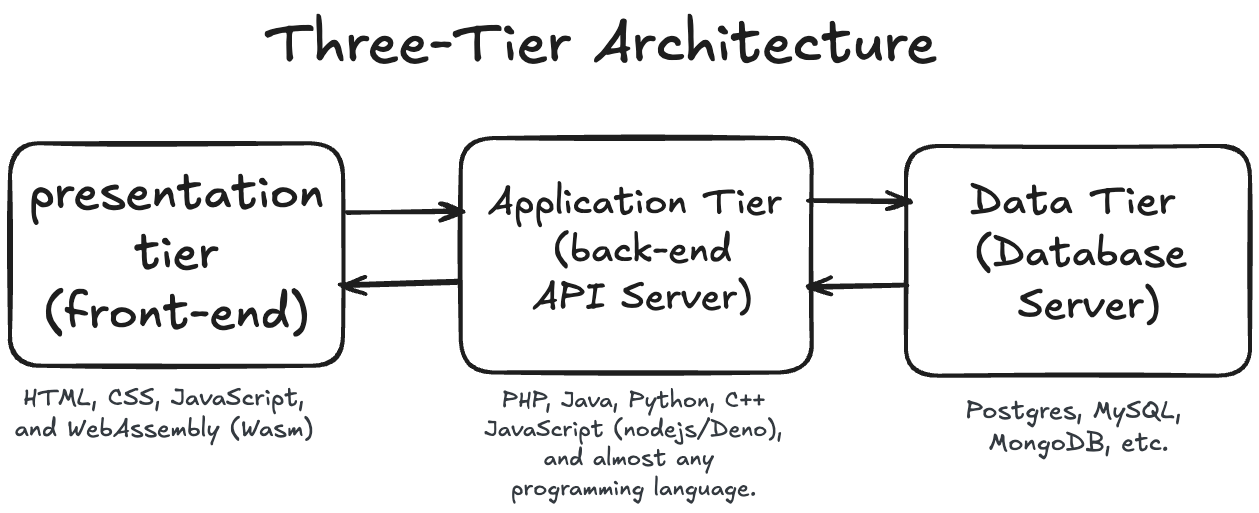 Three-Tier Architecture
presentation
tier
(front-end)
HTML, CSS, JavaScript,
and WebAssembly (Wasm)
Application Tier
(back-end
API Server)
PHP, Java, Python, C++
JavaScript (nodejs/Deno),
and almost any
programming language.
Data Tier
(Database
Server)
Postgres, MySQL,
MongoDB, etc.